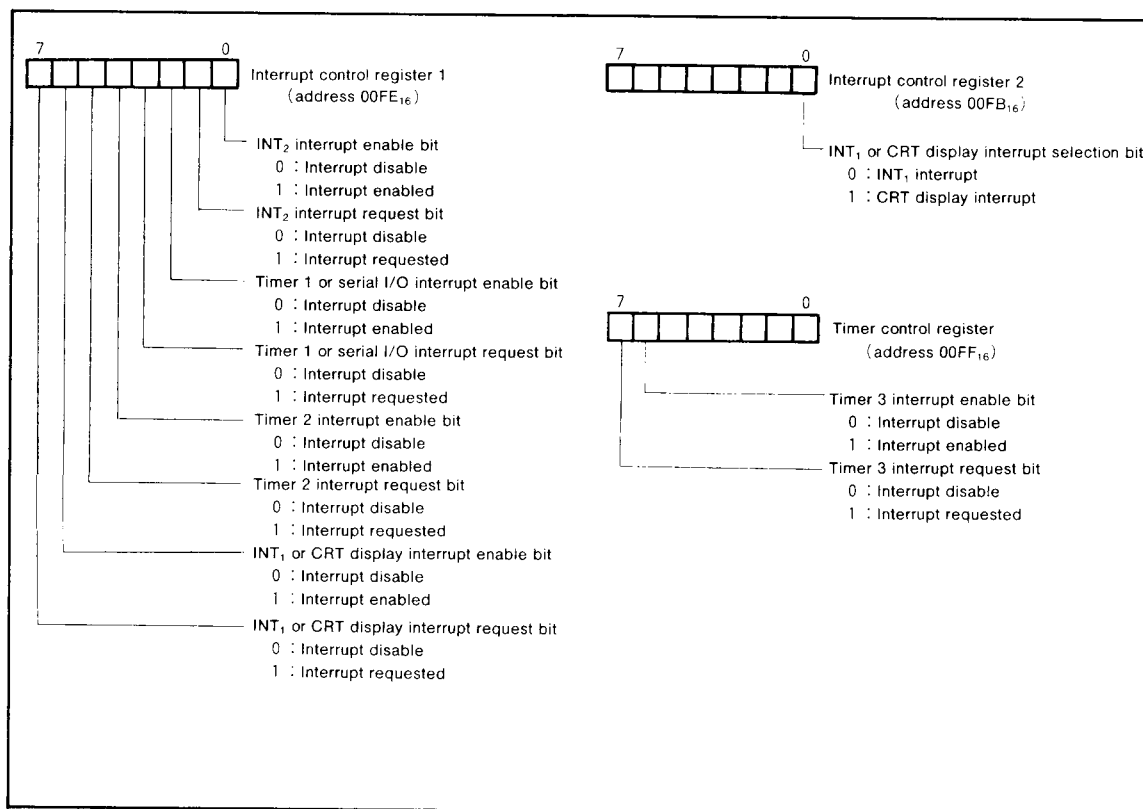 7 0
Interrupt control register 1
(address 00FE₁₆)
INT₂ interrupt enable bit
0 : Interrupt disable
1 : Interrupt enabled
INT₂ interrupt request bit
0 : Interrupt disable
1 : Interrupt requested
Timer 1 or serial I/O interrupt enable bit
0 : Interrupt disable
1 : Interrupt enabled
Timer 1 or serial I/O interrupt request bit
0 : Interrupt disable
1 : Interrupt requested
Timer 2 interrupt enable bit
0 : Interrupt disable
1 : Interrupt enabled
Timer 2 interrupt request bit
0 : Interrupt disable
1 : Interrupt requested
INT₁ or CRT display interrupt enable bit
0 : Interrupt disable
1 : Interrupt enabled
INT₁ or CRT display interrupt request bit
0 : Interrupt disable
1 : Interrupt requested
7 0
Interrupt control register 2
(address 00FB₁₆)
INT₁ or CRT display interrupt selection bit
0 : INT₁ interrupt
1 : CRT display interrupt
7 0
Timer control register
(address 00FF₁₆)
Timer 3 interrupt enable bit
0 : Interrupt disable
1 : Interrupt enabled
Timer 3 interrupt request bit
0 : Interrupt disable
1 : Interrupt requested